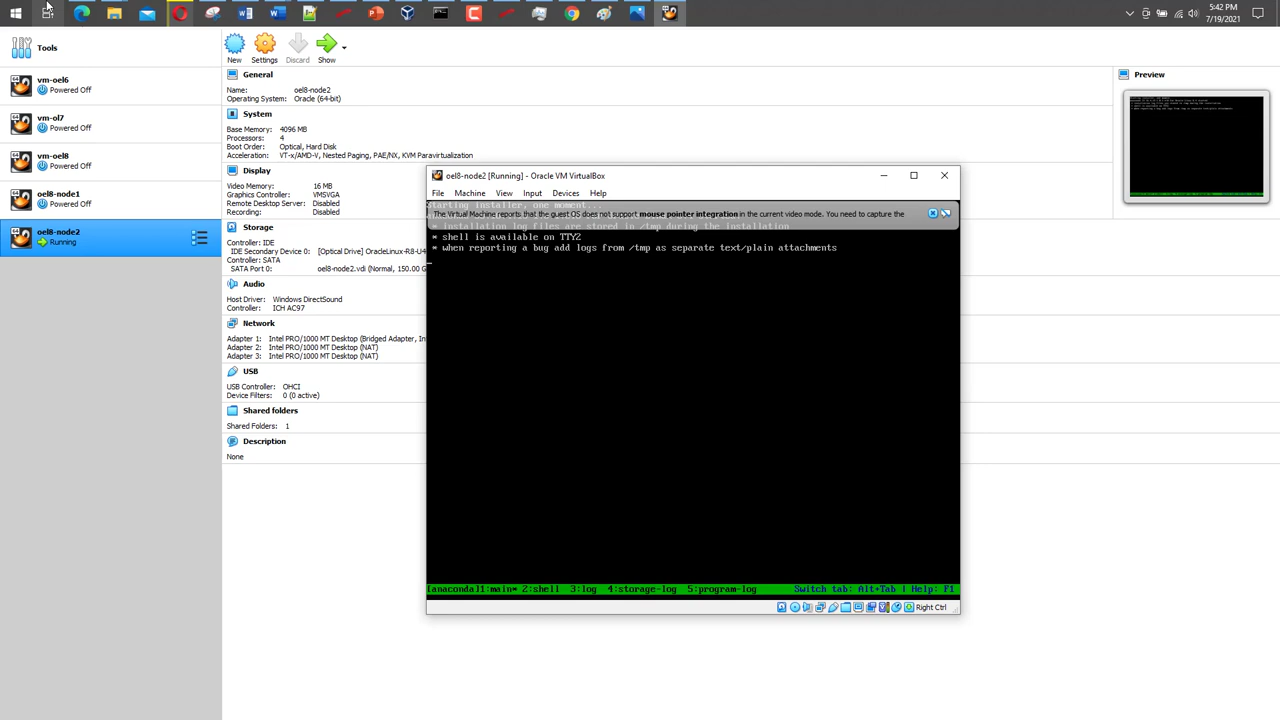 5:42 PM
7/19/2021
Tools
New
Settings
Discard
Show
vm-oel6
Powered Off
vm-ol7
Powered Off
vm-oel8
Powered Off
oel8-node1
Powered Off
oel8-node2
Running
General
Name: oel8-node2
Operating System: Oracle (64-bit)
System
Base Memory: 4096 MB
Processors: 4
Boot Order: Optical, Hard Disk
Acceleration: VT-x/AMD-V, Nested Paging, PAE/NX, KVM Paravirtualization
Display
Video Memory: 16 MB
Graphics Controller: VMSVGA
Remote Desktop Server: Disabled
Recording: Disabled
Storage
Controller: IDE
IDE Secondary Device 0: [Optical Drive] OracleLinux-R8-U4
Controller: SATA
SATA Port 0: oel8-node2.vdi (Normal, 150.00 G
Audio
Host Driver: Windows DirectSound
Controller: ICH AC97
Network
Adapter 1: Intel PRO/1000 MT Desktop (Bridged Adapter, In
Adapter 2: Intel PRO/1000 MT Desktop (NAT)
Adapter 3: Intel PRO/1000 MT Desktop (NAT)
USB
USB Controller: OHCI
Device Filters: 0 (0 active)
Shared folders
Shared Folders: 1
Description
None
Preview
oel8-node2 [Running] - Oracle VM VirtualBox
File Machine View Input Devices Help
Starting installer, one moment...
The Virtual Machine reports that the guest OS does not support mouse pointer integration in the current video mode. You need to capture the
* installation log files are stored in /tmp during the installation
* shell is available on TTY2
* when reporting a bug add logs from /tmp as separate text/plain attachments
[anaconda]1:main* 2:shell 3:log 4:storage-log 5:program-log Switch tab: Alt+Tab | Help: F1
Right Ctrl